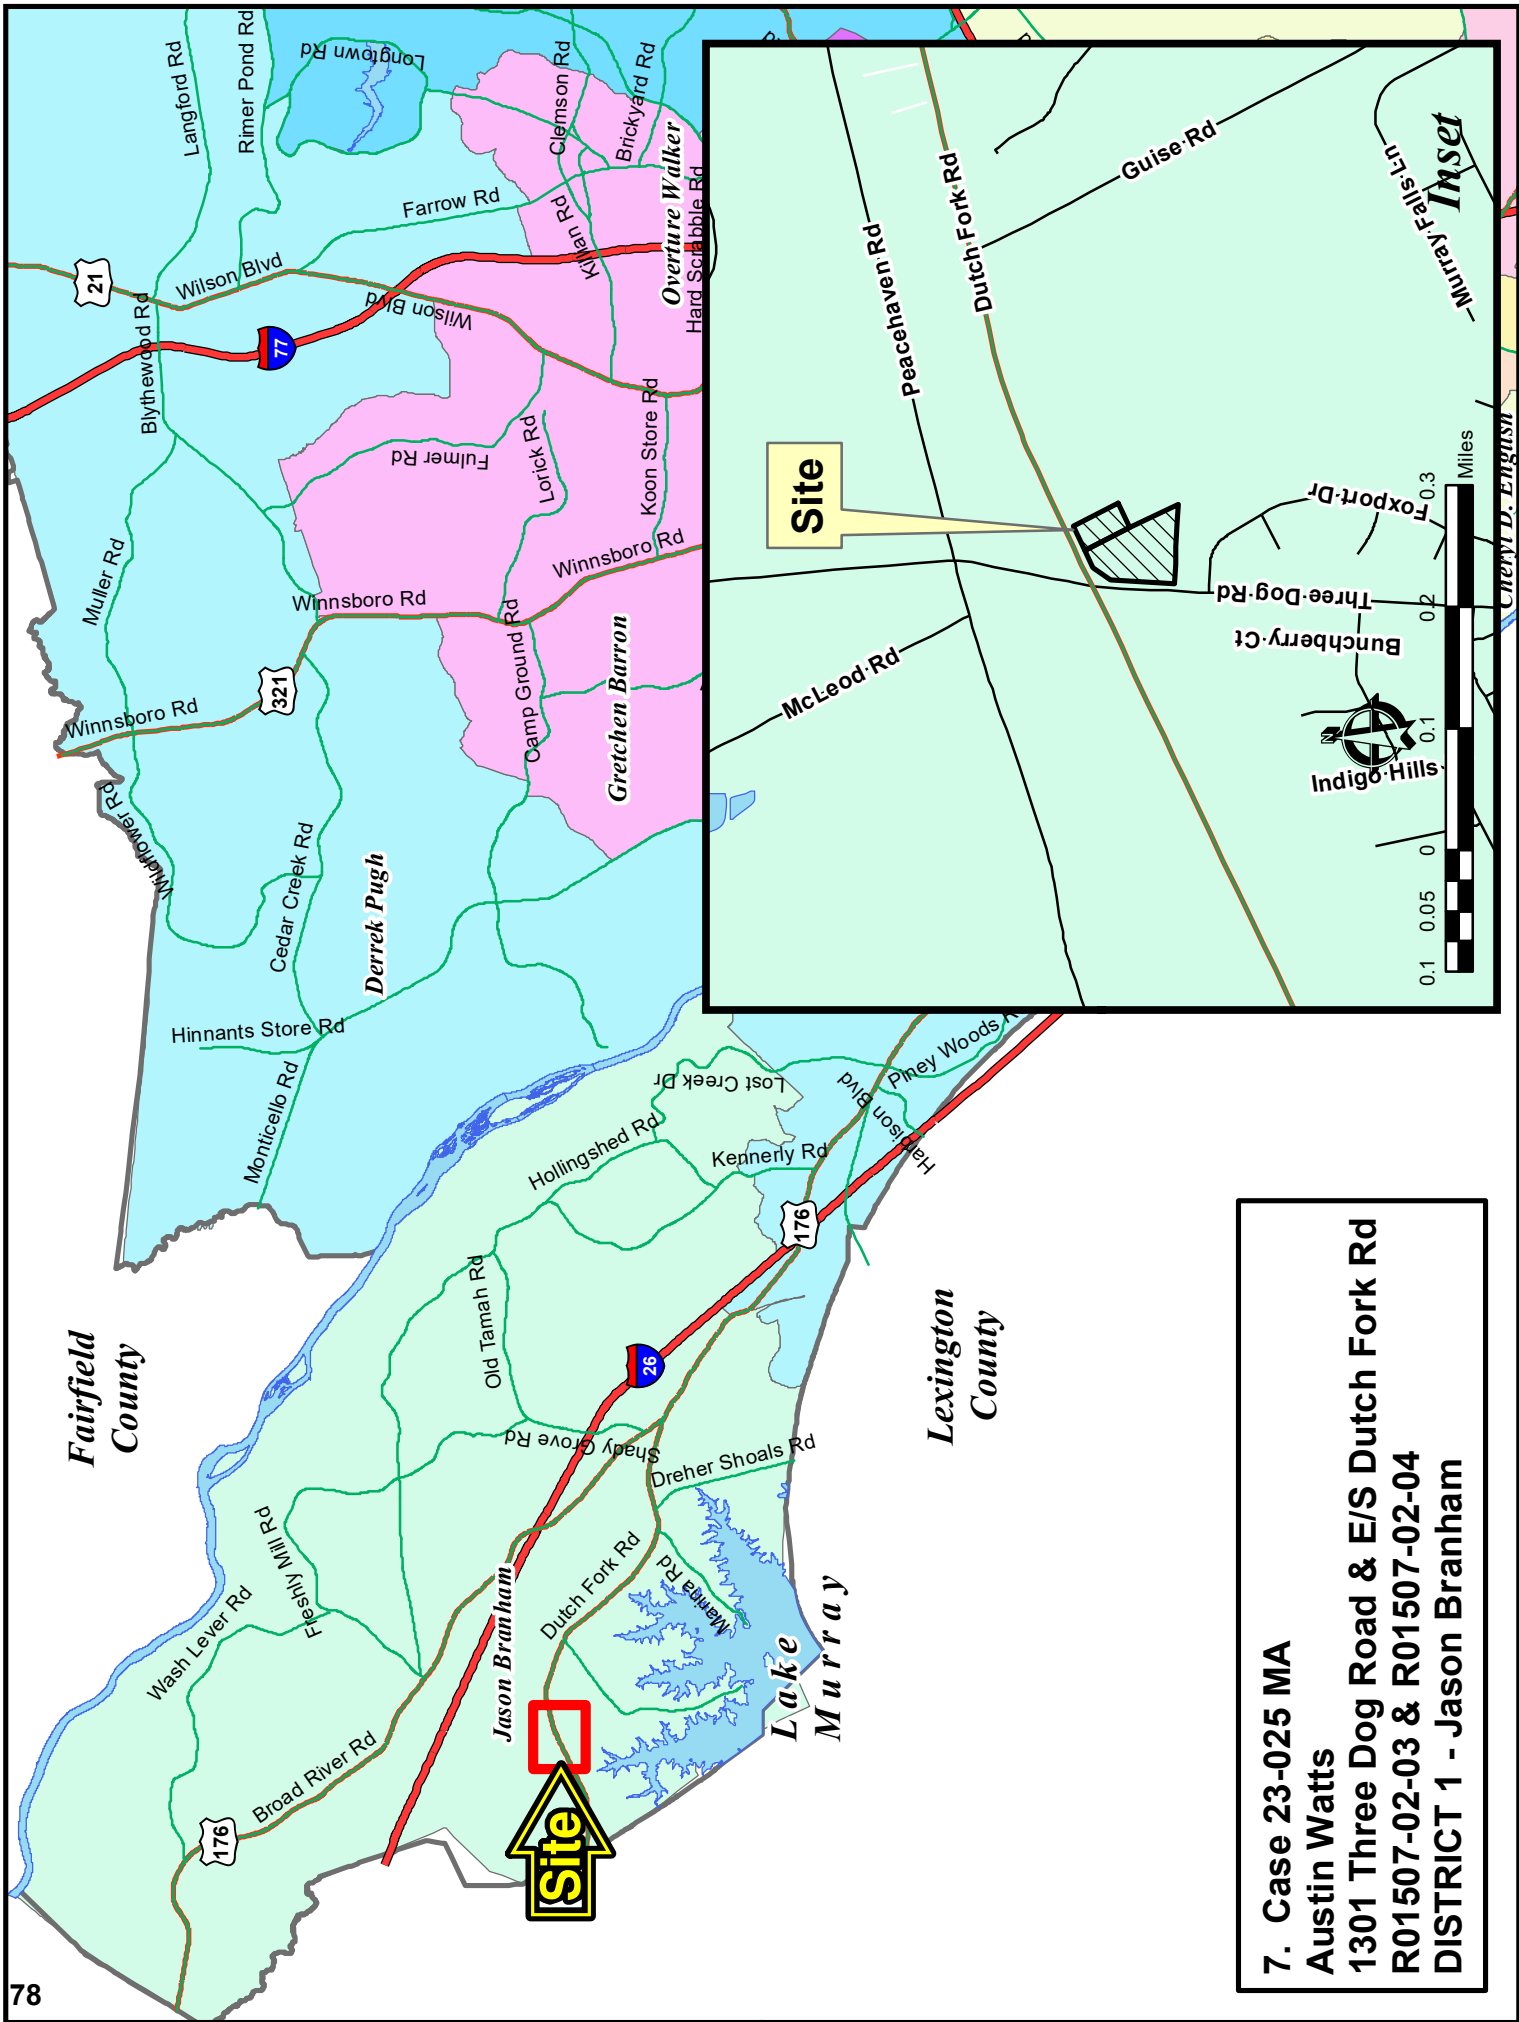 78
Fairfield
County
Lexington
County
Lake
Murray
Jason Branham
Derrek Pugh
Gretchen Barron
Overture Walker
Cheryl D. English
Site
176
Broad River Rd
Wash Lever Rd
Freshly Mill Rd
Dutch Fork Rd
Marina Rd
Dreher Shoals Rd
Shady Grove Rd
Old Tamah Rd
26
176
Hollingshed Rd
Kennerly Rd
Lost Creek Dr
Harbison Blvd
Piney Woods R
Monticello Rd
Hinnants Store Rd
Cedar Creek Rd
Wildflower Rd
Winnsboro Rd
321
Muller Rd
Winnsboro Rd
Camp Ground Rd
Winnsboro Rd
Koon Store Rd
Lorick Rd
Fulmer Rd
Blythewood Rd
77
21
Wilson Blvd
Wilson Blvd
Langford Rd
Rimer Pond Rd
Longtown Rd
Farrow Rd
Killian Rd
Clemson Rd
Brickyard Rd
Hard Scrabble Rd
Inset
Site
Peacehaven Rd
Dutch Fork Rd
Guise Rd
Murray Falls Ln
McLeod Rd
Three Dog Rd
Foxport Dr
Bunchberry Ct
Indigo Hills
N
0.1 0.05 0 0.1 0.2 0.3
Miles
7. Case 23-025 MA
Austin Watts
1301 Three Dog Road & E/S Dutch Fork Rd
R01507-02-03 & R01507-02-04
DISTRICT 1 - Jason Branham